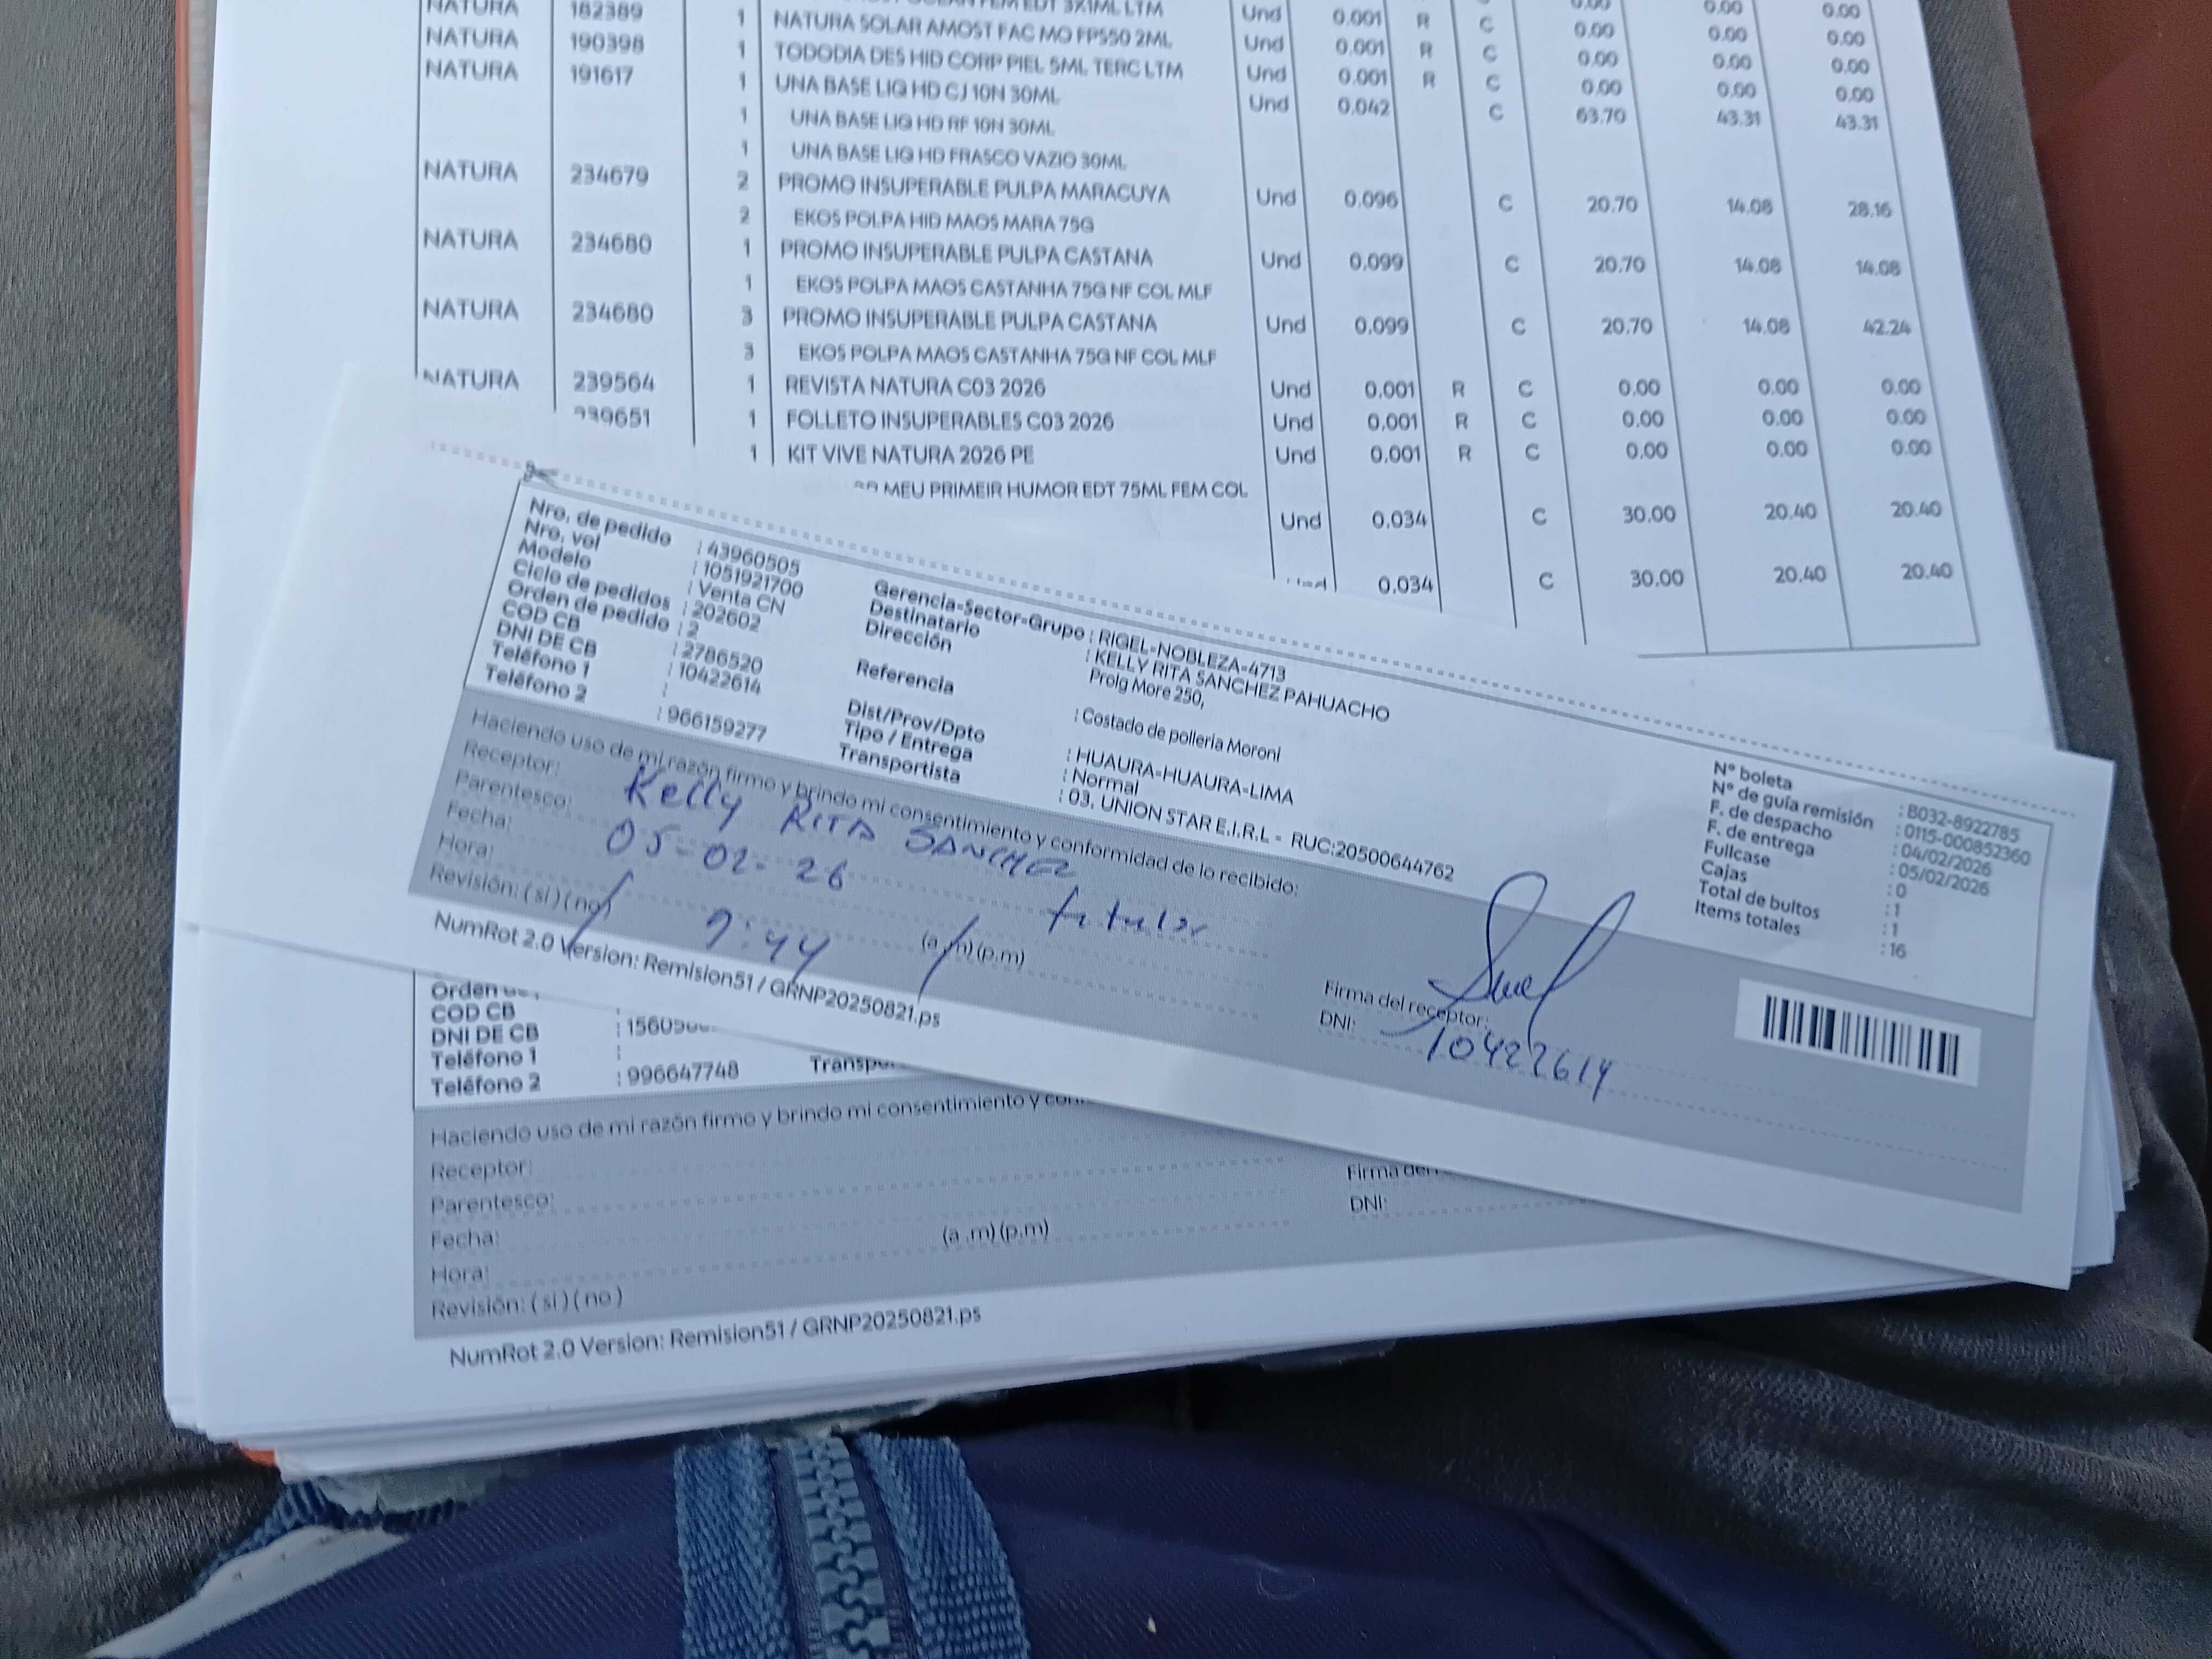 NATURA 182389 1 NATURA SOLAR AMOST FAC MO FPS50 2ML Und 0.001 R C 0.00 0.00 0.00
NATURA 190398 1 TODODIA DES HID CORP PIEL 5ML TERC LTM Und 0.001 R C 0.00 0.00 0.00
NATURA 191617 1 UNA BASE LIQ HD CJ 10N 30ML Und 0.042 C 63.70 43.31 43.31
1 UNA BASE LIQ HD RF 10N 30ML
1 UNA BASE LIQ HD FRASCO VAZIO 30ML
NATURA 234679 2 PROMO INSUPERABLE PULPA MARACUYA Und 0.096 C 20.70 14.08 28.16
2 EKOS POLPA HID MAOS MARA 75G
NATURA 234680 1 PROMO INSUPERABLE PULPA CASTANA Und 0.099 C 20.70 14.08 14.08
1 EKOS POLPA MAOS CASTANHA 75G NF COL MLF
NATURA 234680 3 PROMO INSUPERABLE PULPA CASTANA Und 0.099 C 20.70 14.08 42.24
3 EKOS POLPA MAOS CASTANHA 75G NF COL MLF
NATURA 239564 1 REVISTA NATURA C03 2026 Und 0.001 R C 0.00 0.00 0.00
239651 1 FOLLETO INSUPERABLES C03 2026 Und 0.001 R C 0.00 0.00 0.00
1 KIT VIVE NATURA 2026 PE Und 0.001 R C 0.00 0.00 0.00
MEU PRIMEIR HUMOR EDT 75ML FEM COL Und 0.034 C 30.00 20.40 20.40
0.034 C 30.00 20.40 20.40
Nro. de pedido : 43960505
Nro. vol : 1051921700
Modelo : Venta CN
Ciclo de pedidos : 202602
Orden de pedido : 2
COD CB : 2786520
DNI DE CB : 10422614
Teléfono 1 :
Teléfono 2 : 966159277
Gerencia-Sector-Grupo : RIGEL-NOBLEZA-4713
Destinatario : KELLY RITA SANCHEZ PAHUACHO
Dirección Prolg More 250,
Referencia : Costado de polleria Moroni
Dist/Prov/Dpto : HUAURA-HUAURA-LIMA
Tipo / Entrega : Normal
Transportista : 03. UNION STAR E.I.R.L - RUC:20500644762
N° boleta : B032-8922785
N° de guía remisión : 0115-000852360
F. de despacho : 04/02/2026
F. de entrega : 05/02/2026
Fullcase : 0
Cajas : 1
Total de bultos : 1
Items totales : 16
Haciendo uso de mi razón firmo y brindo mi consentimiento y conformidad de lo recibido:
Receptor: Kelly RITA SANCHEZ
Parentesco: titular
Fecha: 05-02-26
Hora: 9:44 (a .m) (p.m)
Revisión: ( si ) ( no )
Firma del receptor:
DNI: 10422614
NumRot 2.0 Version: Remision51 / GRNP20250821.ps
Orden
COD CB
DNI DE CB :
Teléfono 1 :
Teléfono 2 : 996647748
Haciendo uso de mi razón firmo y brindo mi consentimiento y
Receptor:
Parentesco:
Fecha:
Hora: (a .m) (p.m)
Revisión: ( si ) ( no )
Firma
DNI:
NumRot 2.0 Version: Remision51 / GRNP20250821.ps